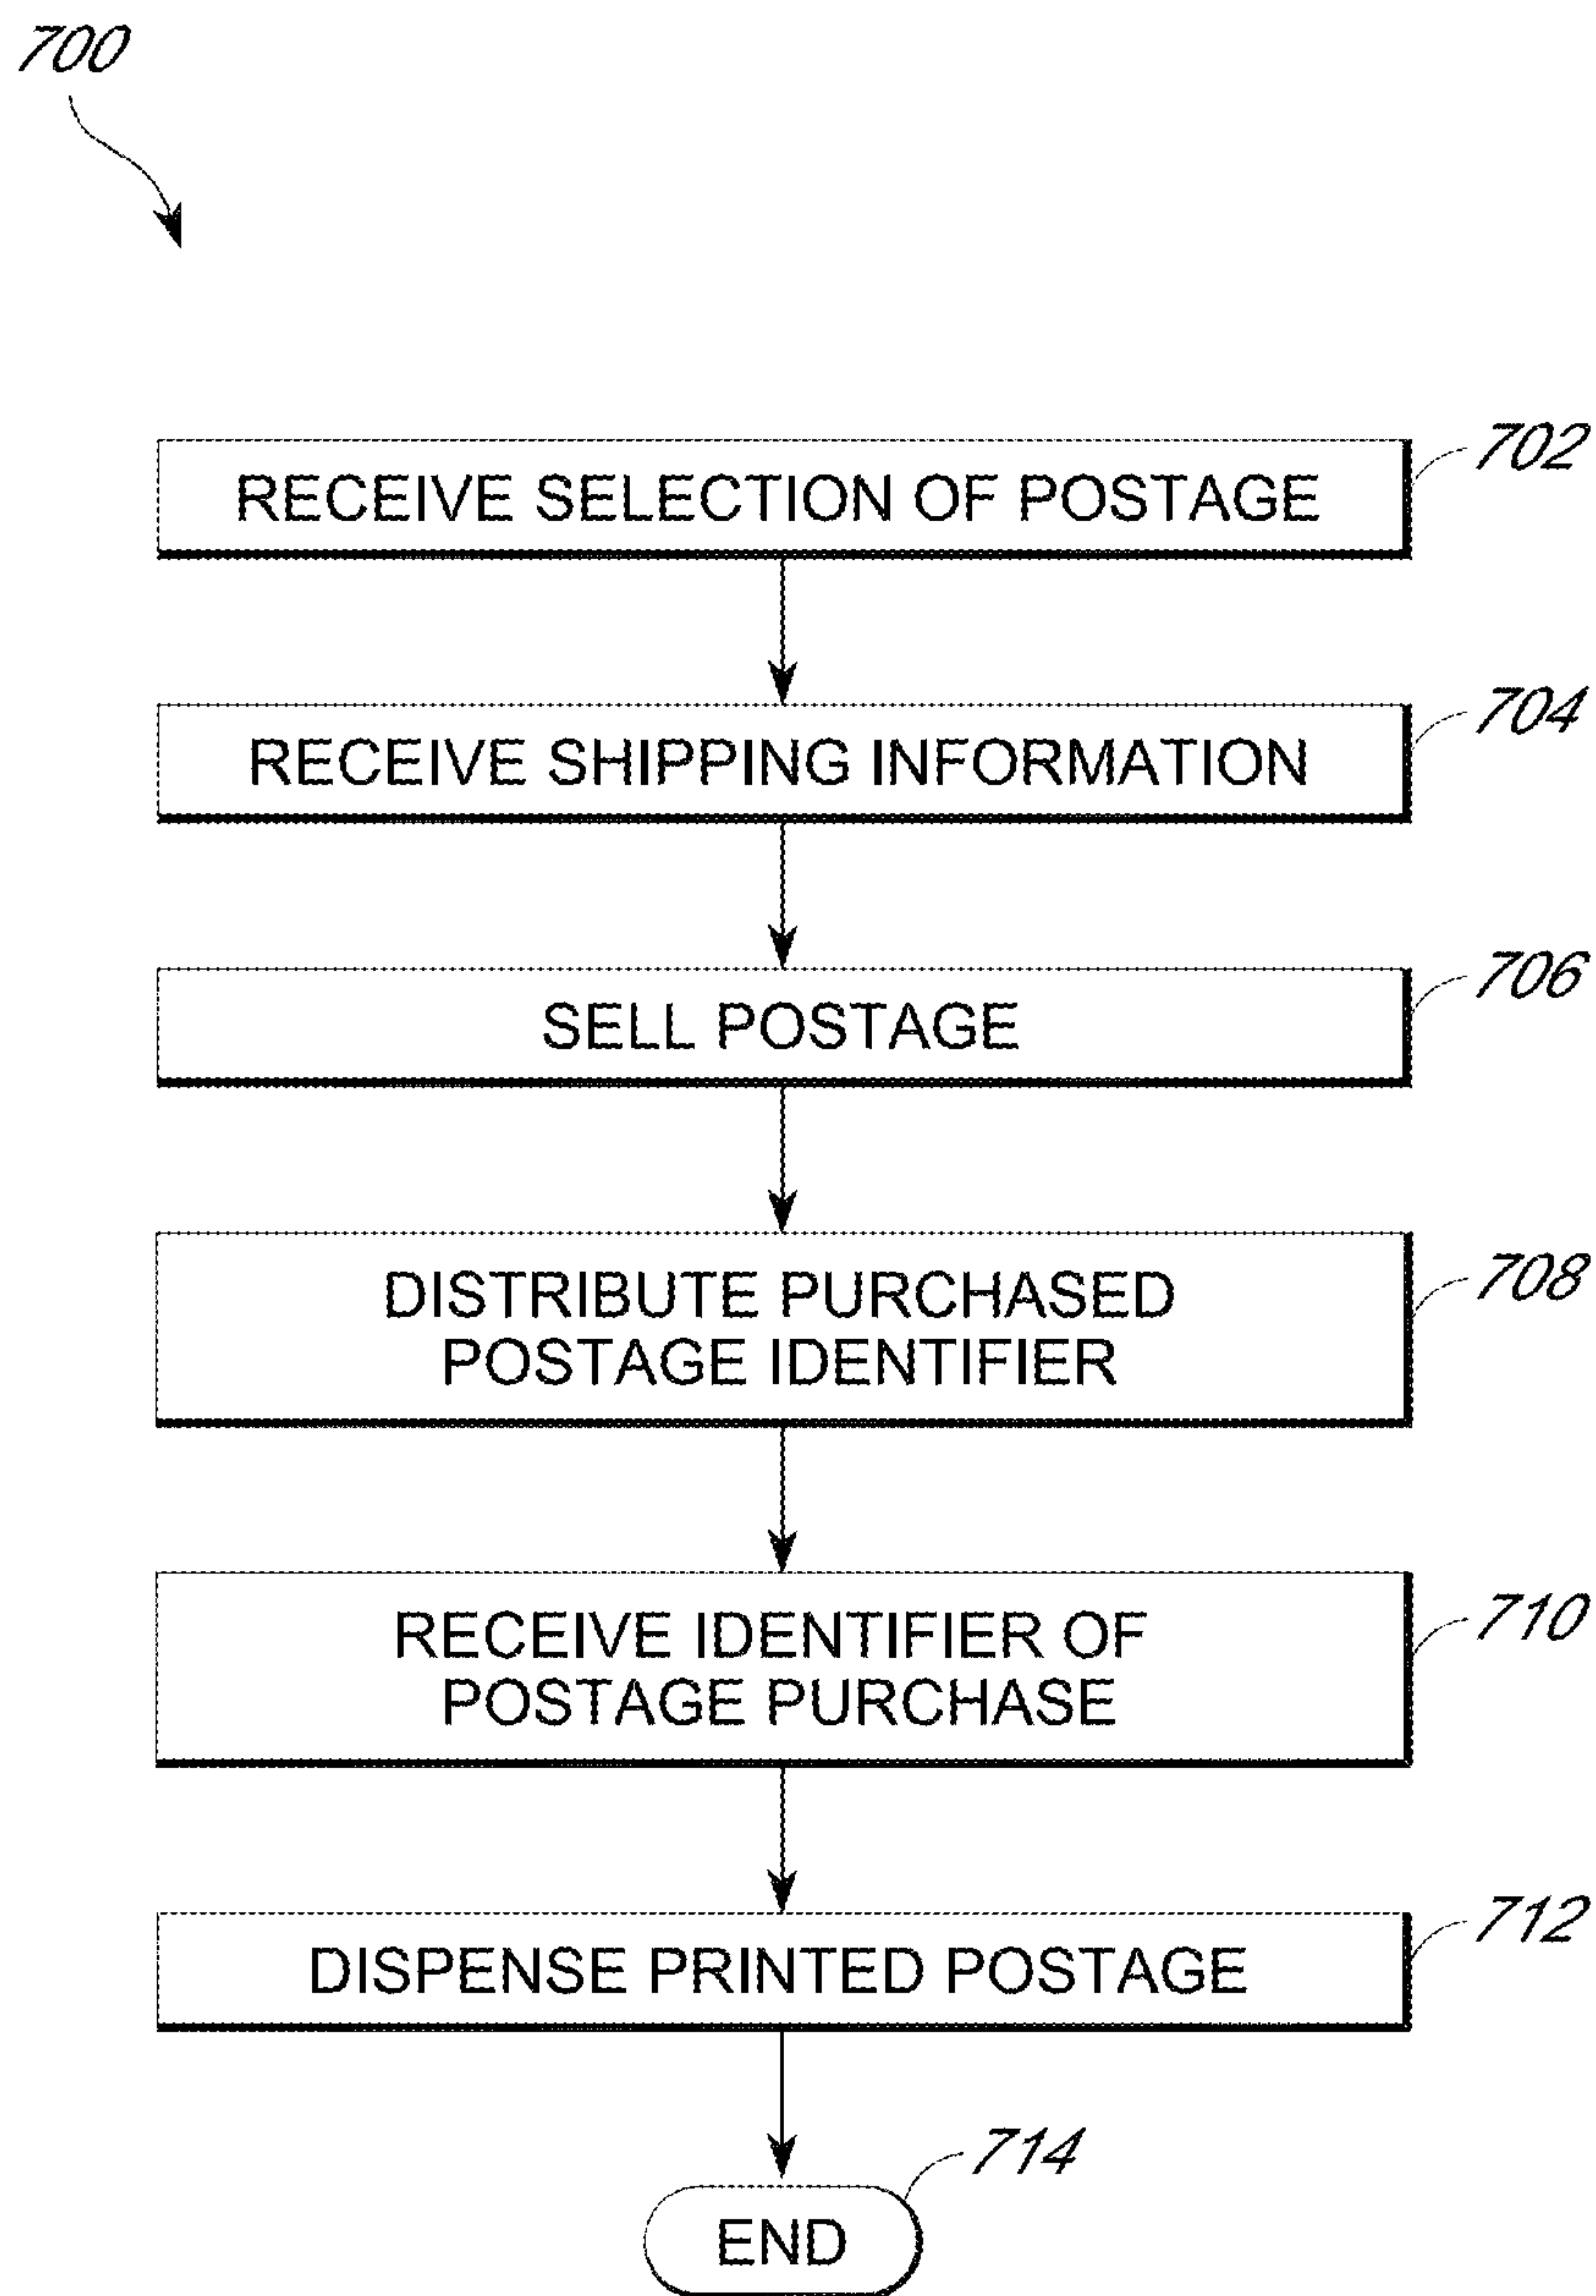 700
RECEIVE SELECTION OF POSTAGE
702
RECEIVE SHIPPING INFORMATION
704
SELL POSTAGE
706
DISTRIBUTE PURCHASED
POSTAGE IDENTIFIER
708
RECEIVE IDENTIFIER OF
POSTAGE PURCHASE
710
DISPENSE PRINTED POSTAGE
712
END
714